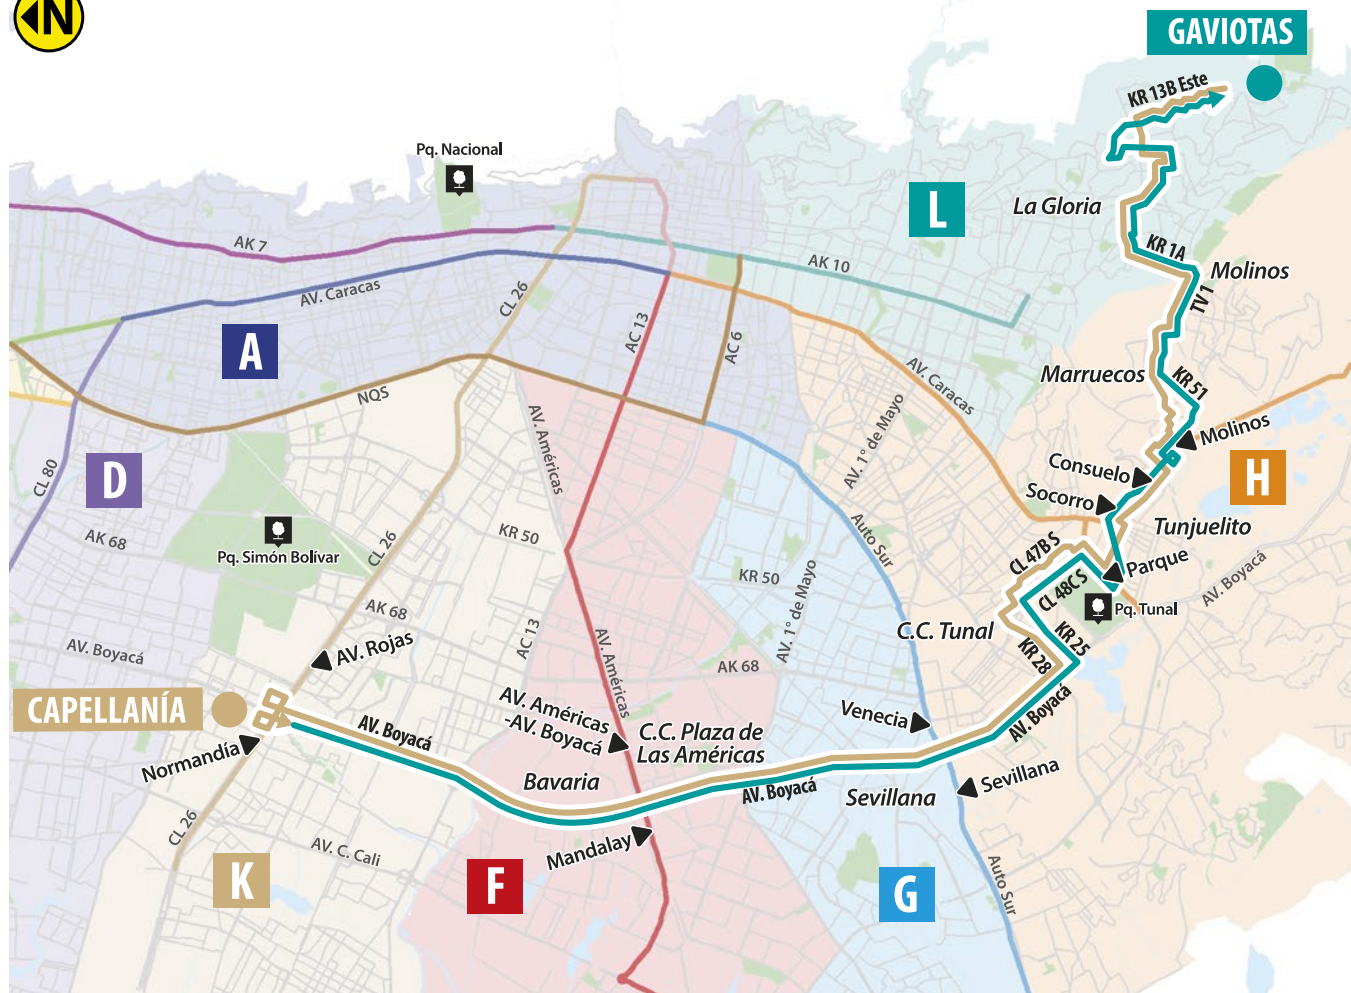 N
GAVIOTAS
KR 13B Este
Pq. Nacional
L
La Gloria
AK 7
AK 10
KR 1A
Molinos
AV. Caracas
CL 26
TV 1
A
AC 13
AC 6
AV. Caracas
Marruecos
KR 51
NQS
AV. Américas
AV. 1° de Mayo
Molinos
CL 80
D
Consuelo
H
Socorro
AK 68
Pq. Simón Bolívar
CL 26
KR 50
Auto Sur
Tunjuelito
CL 47B S
Parque
KR 50
AV. 1° de Mayo
CL 48C S
AV. Boyacá
AK 68
Pq. Tunal
AV. Boyacá
AV. Rojas
AC 13
AV. Américas
AK 68
C.C. Tunal
KR 28
KR 25
CAPELLANÍA
AV. Boyacá
AV. Américas
-AV. Boyacá
C.C. Plaza de
Las Américas
Venecia
AV. Boyacá
Normandía
Bavaria
AV. Boyacá
Sevillana
Sevillana
CL 26
AV. C. Cali
Mandalay
K
F
G
Auto Sur